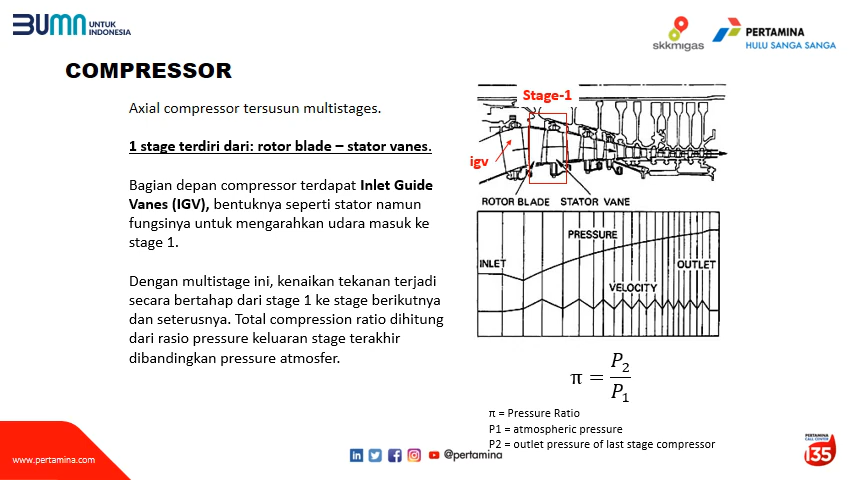 BUMN UNTUK INDONESIA
skkmigas
PERTAMINA
HULU SANGA SANGA
COMPRESSOR
Axial compressor tersusun multistages.
1 stage terdiri dari: rotor blade – stator vanes.
Bagian depan compressor terdapat Inlet Guide
Vanes (IGV), bentuknya seperti stator namun
fungsinya untuk mengarahkan udara masuk ke
stage 1.
Dengan multistage ini, kenaikan tekanan terjadi
secara bertahap dari stage 1 ke stage berikutnya
dan seterusnya. Total compression ratio dihitung
dari rasio pressure keluaran stage terakhir
dibandingkan pressure atmosfer.
Stage-1
igv
ROTOR BLADE STATOR VANE
PRESSURE
INLET
OUTLET
VELOCITY
π = P2 / P1
π = Pressure Ratio
P1 = atmospheric pressure
P2 = outlet pressure of last stage compressor
www.pertamina.com
@pertamina
PERTAMINA
CALL CENTER
135